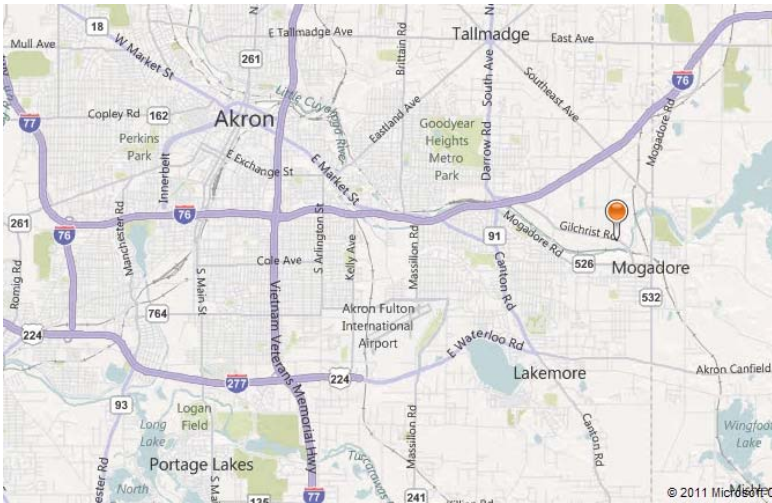 18
Mull Ave
W Market St
E Tallmadge Ave
Tallmadge
East Ave
261
Brittain Rd
South Ave
Southeast Ave
76
Little Cuyahoga River
77
Copley Rd
162
Akron
Eastland Ave
Goodyear
Heights
Metro
Park
Darrow Rd
Mogadore Rd
Perkins
Park
Innerbelt
E Exchange St
E Market St
261
76
76
Manchester Rd
S Arlington St
Kelly Ave
Massillon Rd
91
Mogadore Rd
Gilchrist Rd
526
Mogadore
Romig Rd
Cole Ave
S Main St
Canton Rd
532
764
Vietnam Veterans Memorial Hwy
Akron Fulton
International
Airport
224
E Waterloo Rd
Lakemore
Akron Canfield
277
224
93
Logan
Field
Long
Lake
Massillon Rd
Canton Rd
Wingfoot
Lake
Portage Lakes
Tuscarawas
North
S Main
135
77
241
© 2011 Microsoft C